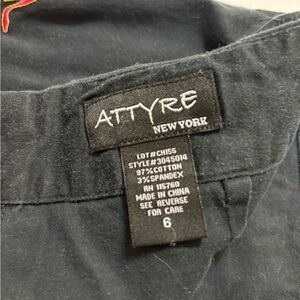 ATTYRE
NEW YORK
LOT#CH155
STYLE#3045014
97%COTTON
3%SPANDEX
RN 115760
MADE IN CHINA
SEE REVERSE
FOR CARE
6